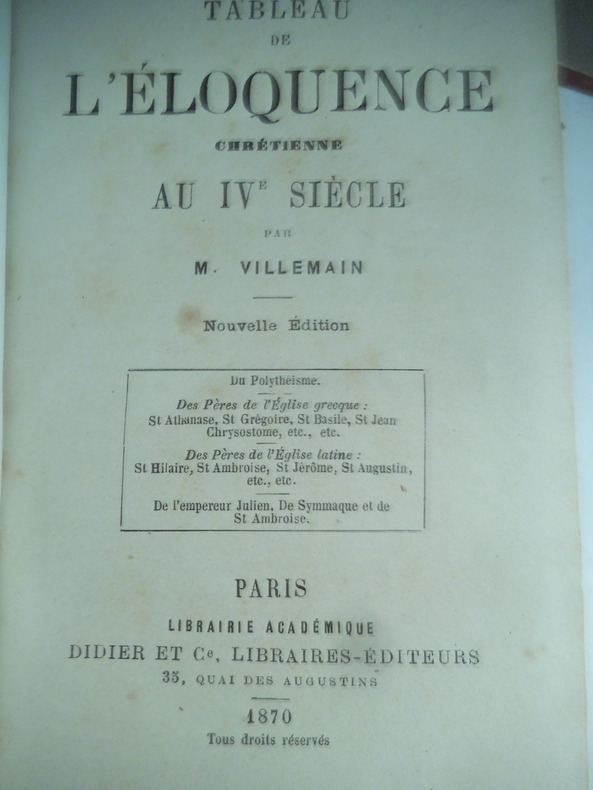 TABLEAU
DE
L'ÉLOQUENCE
CHRÉTIENNE
AU IVE SIÈCLE
PAR
M. VILLEMAIN
Nouvelle Édition
Du Polythéisme.
Des Pères de l'Église grecque :
St Athanase, St Grégoire, St Basile, St Jean
Chrysostome, etc., etc.
Des Pères de l'Église latine :
St Hilaire, St Ambroise, St Jérôme, St Augustin,
etc., etc.
De l'empereur Julien, De Symmaque et de
St Ambroise.
PARIS
LIBRAIRIE ACADÉMIQUE
DIDIER ET Ce, LIBRAIRES-ÉDITEURS
35, QUAI DES AUGUSTINS
1870
Tous droits réservés